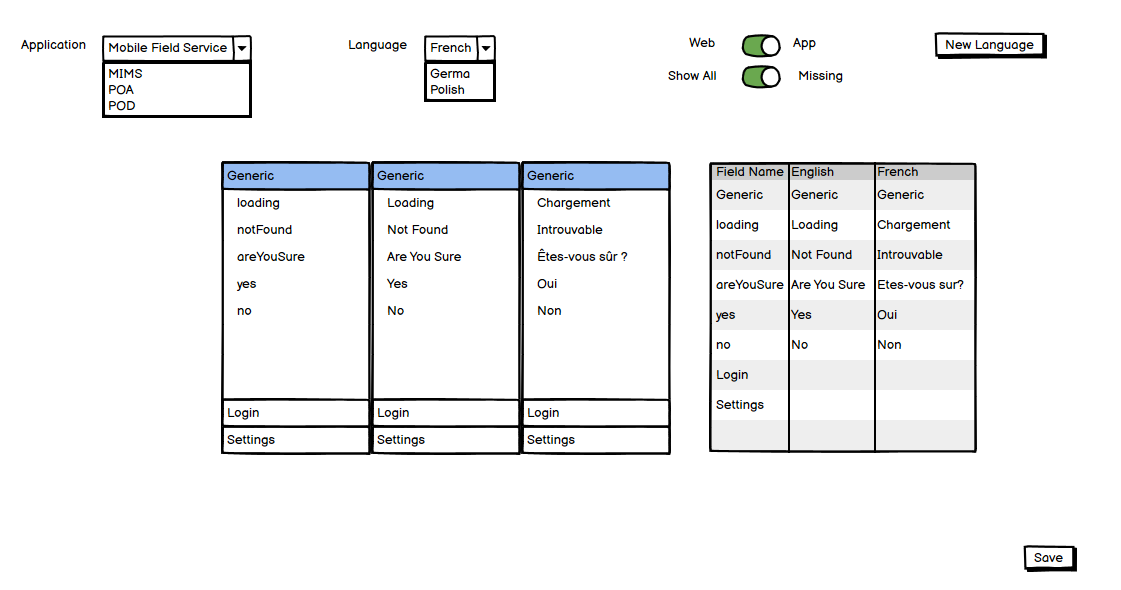 Application Mobile Field Service Language French Web App New Language
MIMS Germa Show All Missing
POA Polish
POD
Generic Generic Generic
loading Loading Chargement
notFound Not Found Introuvable
areYouSure Are You Sure Êtes-vous sûr ?
yes Yes Oui
no No Non
Login Login Login
Settings Settings Settings
Field Name English French
Generic Generic Generic
loading Loading Chargement
notFound Not Found Introuvable
areYouSure Are You Sure Etes-vous sur?
yes Yes Oui
no No Non
Login
Settings
Save